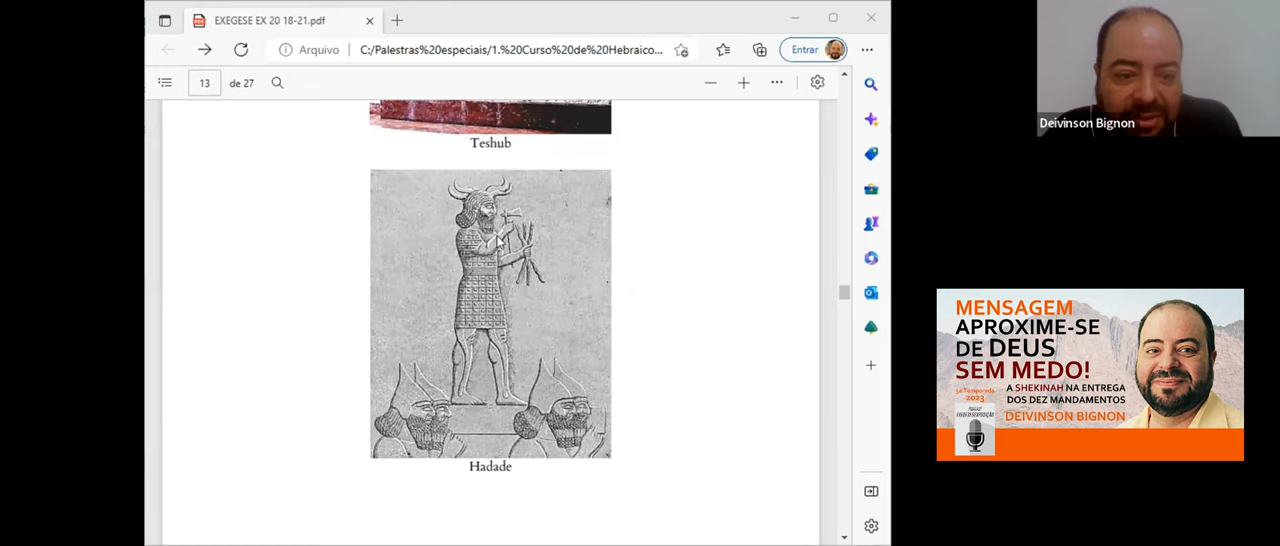 EXEGESE EX 20 18-21.pdf
Arquivo
C:/Palestras%20especiais/1.%20Curso%20de%20Hebraico...
Entrar
13 de 27
Teshub
Hadade
Deivinson Bignon
MENSAGEM
APROXIME-SE
DE DEUS
SEM MEDO!
A SHEKINAH NA ENTREGA
DOS DEZ MANDAMENTOS
DEIVINSON BIGNON
2023